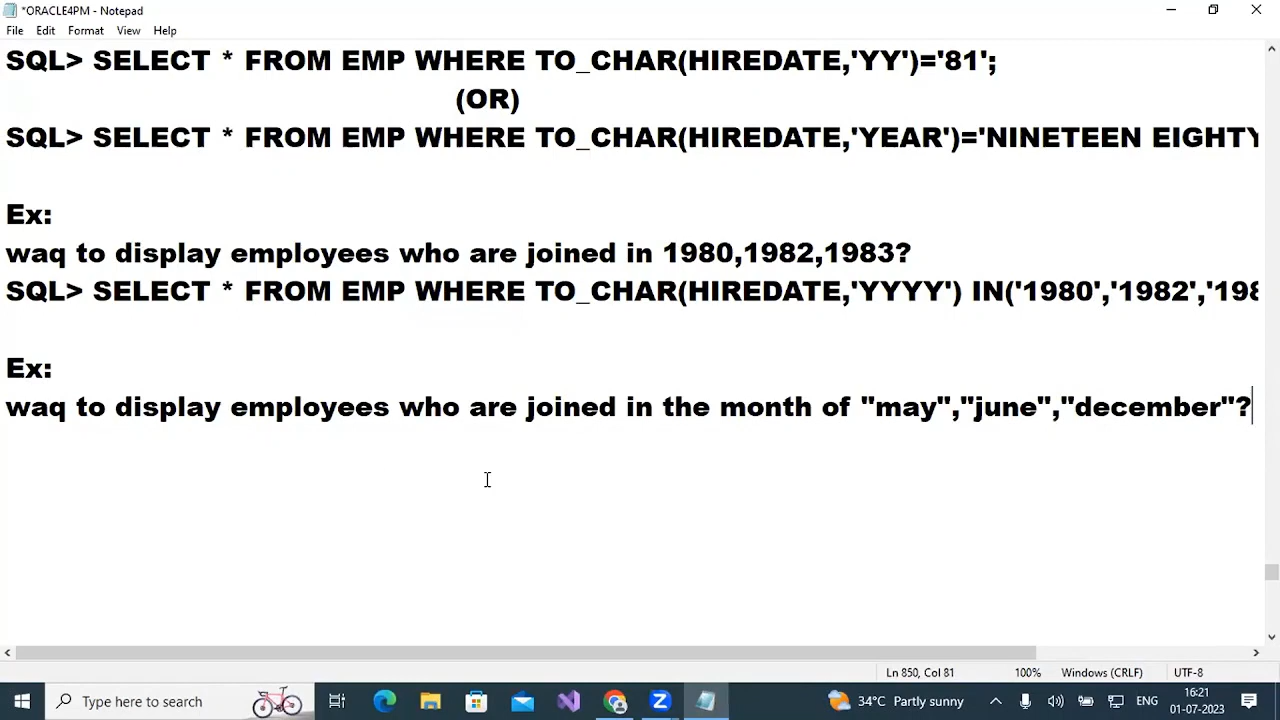 *ORACLE4PM - Notepad
File Edit Format View Help
SQL> SELECT * FROM EMP WHERE TO_CHAR(HIREDATE,'YY')='81';
(OR)
SQL> SELECT * FROM EMP WHERE TO_CHAR(HIREDATE,'YEAR')='NINETEEN EIGHTY
Ex:
waq to display employees who are joined in 1980,1982,1983?
SQL> SELECT * FROM EMP WHERE TO_CHAR(HIREDATE,'YYYY') IN('1980','1982','198
Ex:
waq to display employees who are joined in the month of "may","june","december"?
Ln 850, Col 81 100% Windows (CRLF) UTF-8
Type here to search 34°C Partly sunny ENG 16:21
01-07-2023